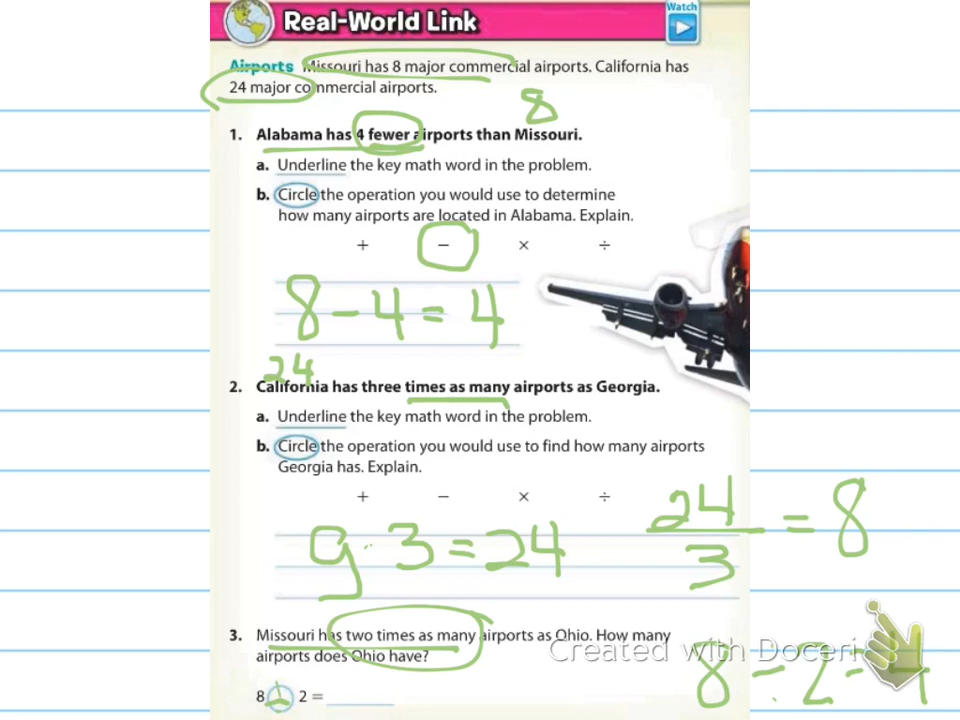 Real-World Link
Watch
Airports Missouri has 8 major commercial airports. California has
24 major commercial airports.
8
1. Alabama has 4 fewer airports than Missouri.
a. Underline the key math word in the problem.
b. Circle the operation you would use to determine
how many airports are located in Alabama. Explain.
+ − × ÷
8 - 4 = 4
24
2. California has three times as many airports as Georgia.
a. Underline the key math word in the problem.
b. Circle the operation you would use to find how many airports
Georgia has. Explain.
+ − × ÷
g · 3 = 24
24
3
= 8
3. Missouri has two times as many airports as Ohio. How many
airports does Ohio have?
Created with Doceri
8 ÷ 2 = ______
8 ÷ 2 = 4